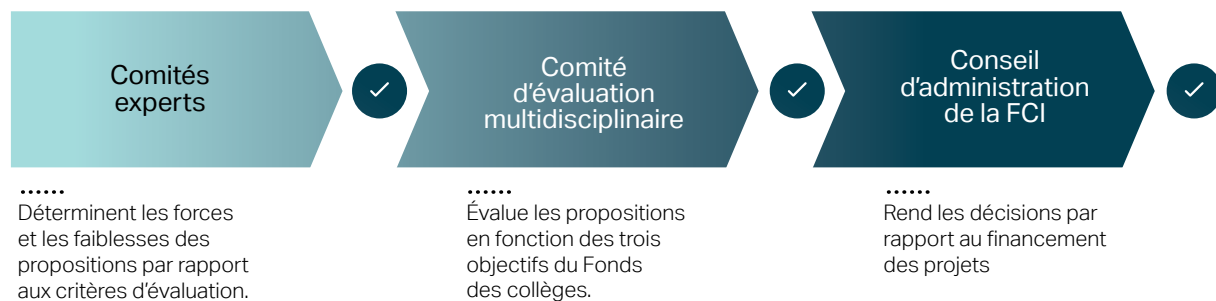 Comités
experts
Comité
d'évaluation
multidisciplinaire
Conseil
d'administration
de la FCI
......
Déterminent les forces
et les faiblesses des
propositions par rapport
aux critères d'évaluation.
......
Évalue les propositions
en fonction des trois
objectifs du Fonds
des collèges.
......
Rend les décisions par
rapport au financement
des projets